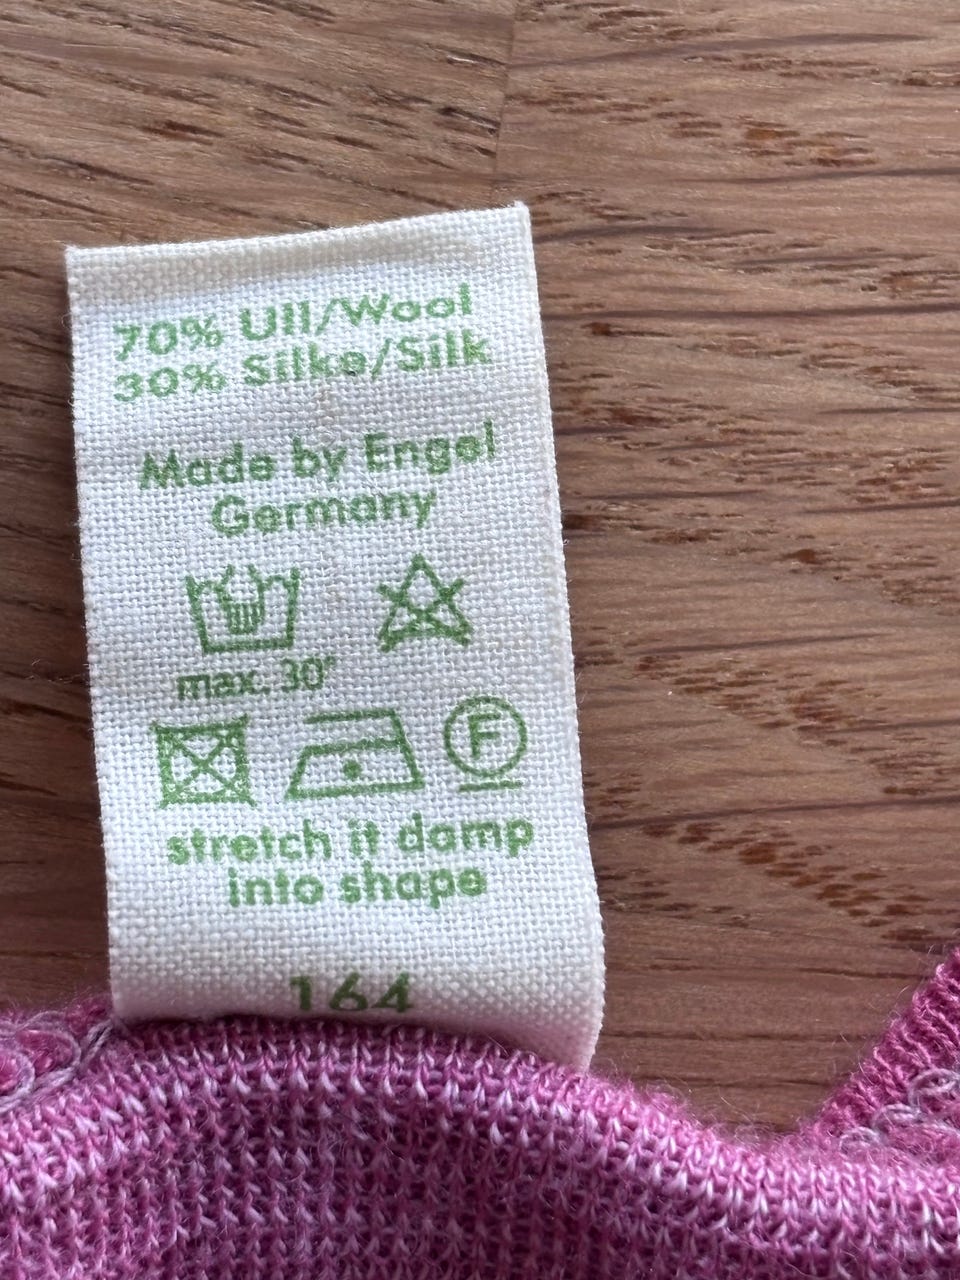 70% Ull/Wool
30% Silke/Silk
Made by Engel
Germany
max. 30°
F
stretch it damp
into shape
164